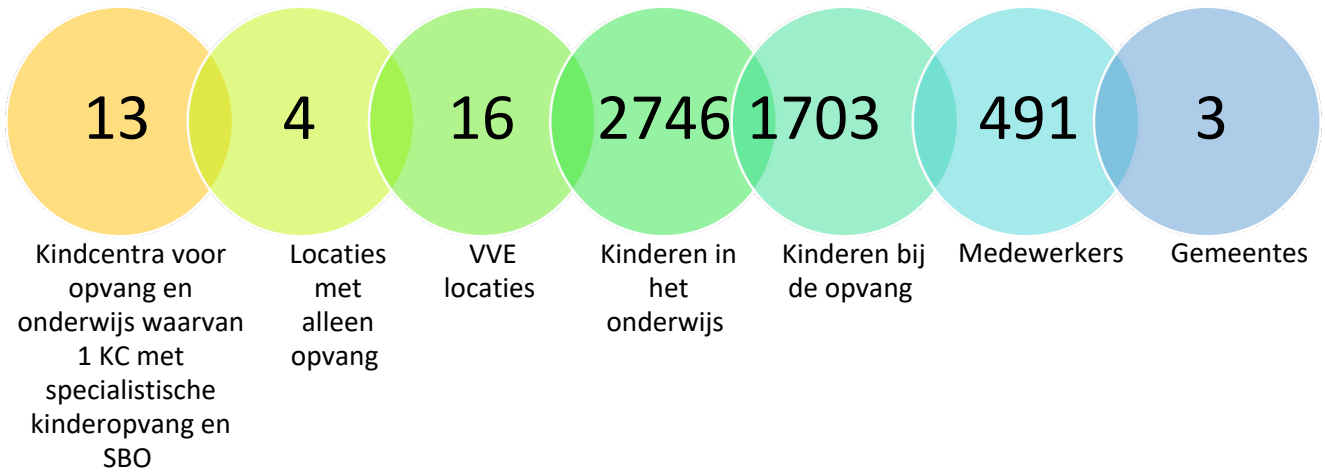 13
Kindcentra voor
opvang en
onderwijs waarvan
1 KC met
specialistische
kinderopvang en
SBO
4
Locaties
met
alleen
opvang
16
VVE
locaties
2746
Kinderen in
het
onderwijs
1703
Kinderen bij
de opvang
491
Medewerkers
3
Gemeentes